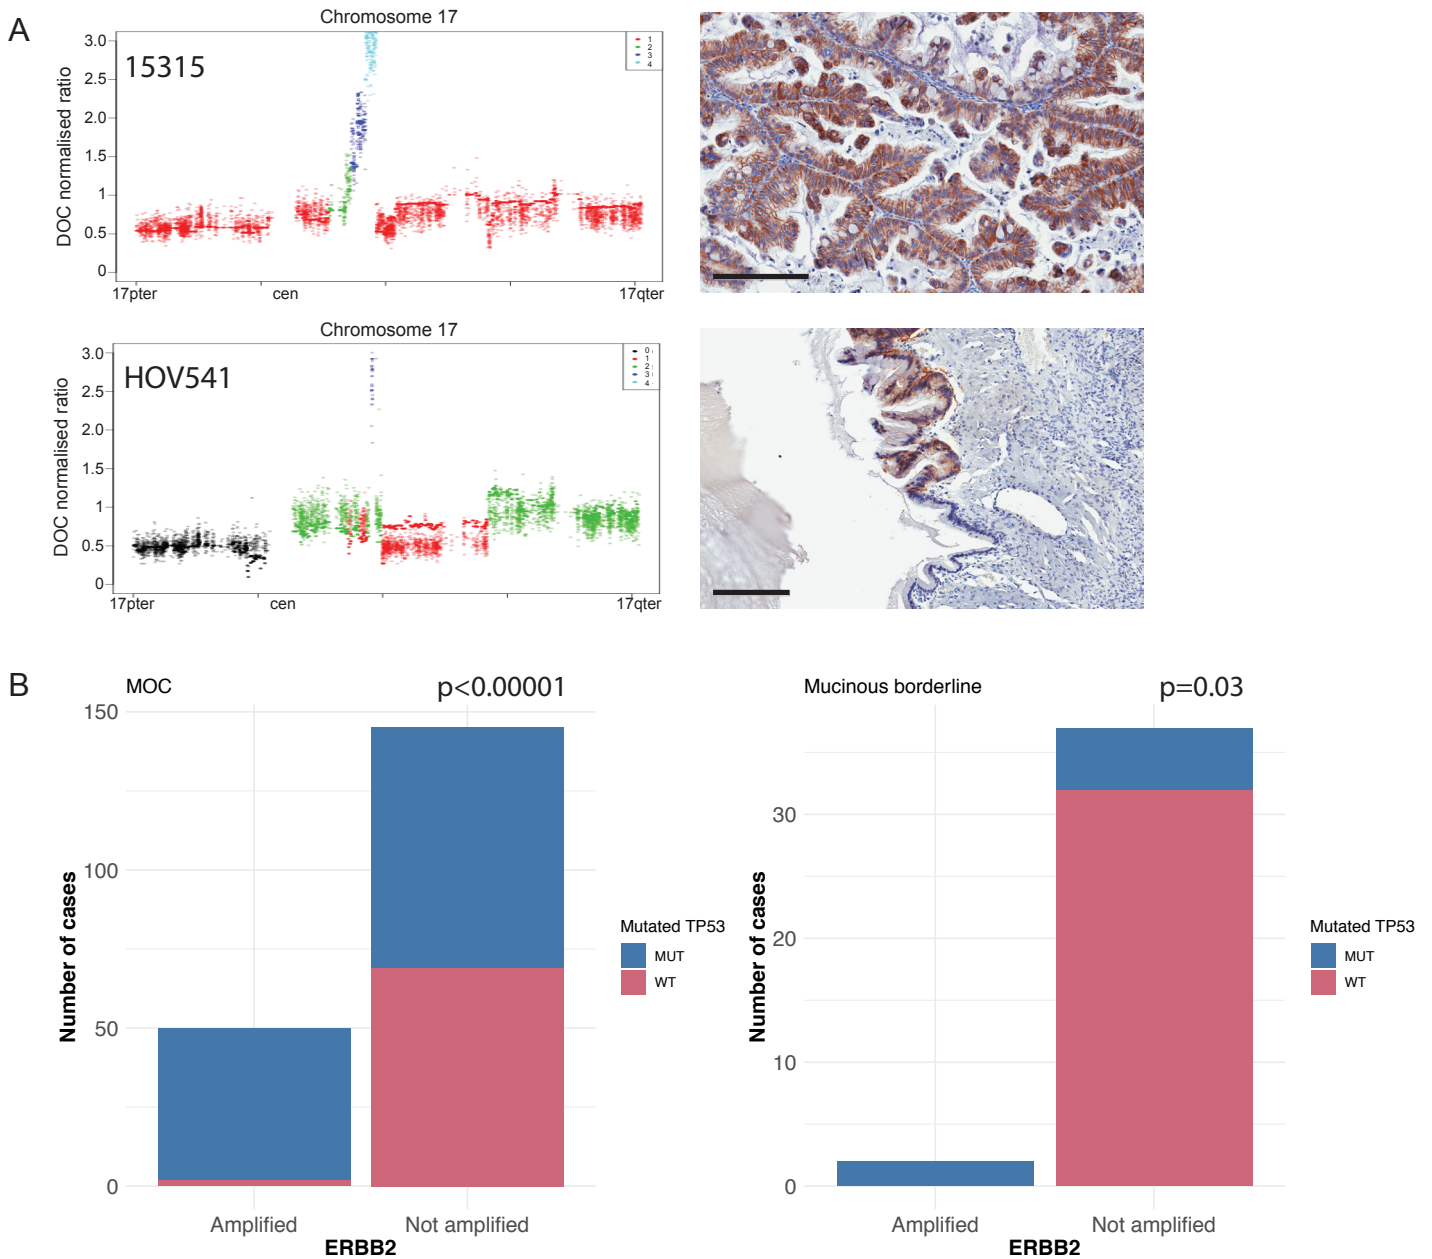 A
Chromosome 17
15315
DOC normalised ratio
3.0
2.5
2.0
1.5
1
0.5
0
1
2
3
4
17pter
cen
17qter
Chromosome 17
HOV541
DOC normalised ratio
3.0
2.5
2.0
1.5
1
0.5
0
0
1
2
3
4
17pter
cen
17qter
B
MOC
p<0.00001
Number of cases
150
100
50
0
Amplified
Not amplified
ERBB2
Mutated TP53
MUT
WT
Mucinous borderline
p=0.03
Number of cases
30
20
10
0
Amplified
Not amplified
ERBB2
Mutated TP53
MUT
WT